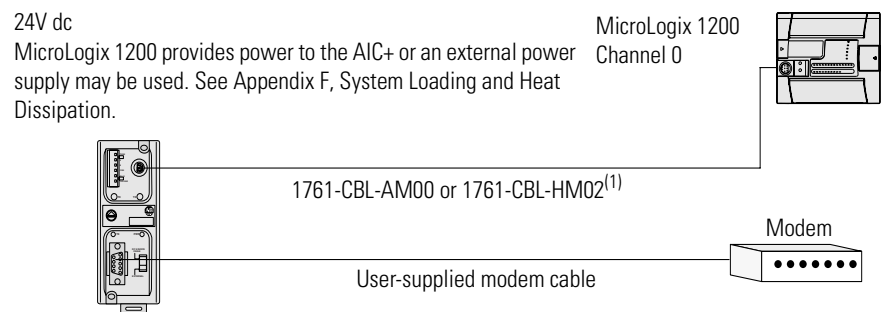 24V dc
MicroLogix 1200 provides power to the AIC+ or an external power
supply may be used. See Appendix F, System Loading and Heat
Dissipation.
MicroLogix 1200
Channel 0
1761-CBL-AM00 or 1761-CBL-HM02(1)
Modem
User-supplied modem cable